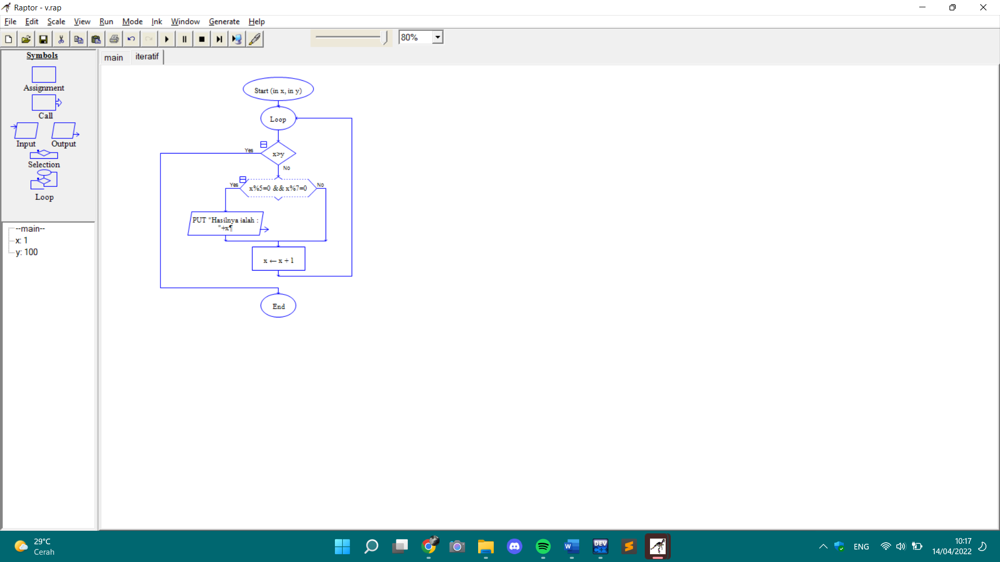 Raptor - v.rap
File Edit Scale View Run Mode Ink Window Generate Help
80%
Symbols
Assignment
Call
Input Output
Selection
Loop
--main--
x: 1
y: 100
main iteratif
Start (in x, in y)
Loop
x>y
Yes
No
x%5=0 && x%7=0
Yes
No
PUT "Hasilnya ialah :
"+x¶
x ← x + 1
End
29°C
Cerah
W
DEV
C++
ENG
10:17
14/04/2022